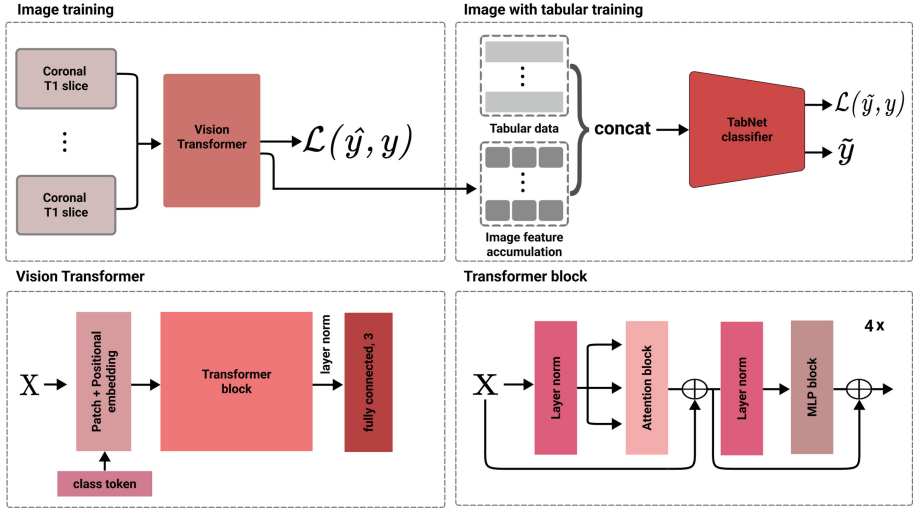 Image training
Coronal
T1 slice
⋮
Coronal
T1 slice
Vision
Transformer
ℒ(ŷ, y)
Image with tabular training
⋮
Tabular data
⋮
Image feature
accumulation
concat
TabNet
classifier
ℒ(ỹ, y)
ỹ
Vision Transformer
X
Patch + Positional
embedding
class token
Transformer
block
layer norm
fully connected, 3
Transformer block
4 x
X
Layer norm
Attention block
Layer norm
MLP block